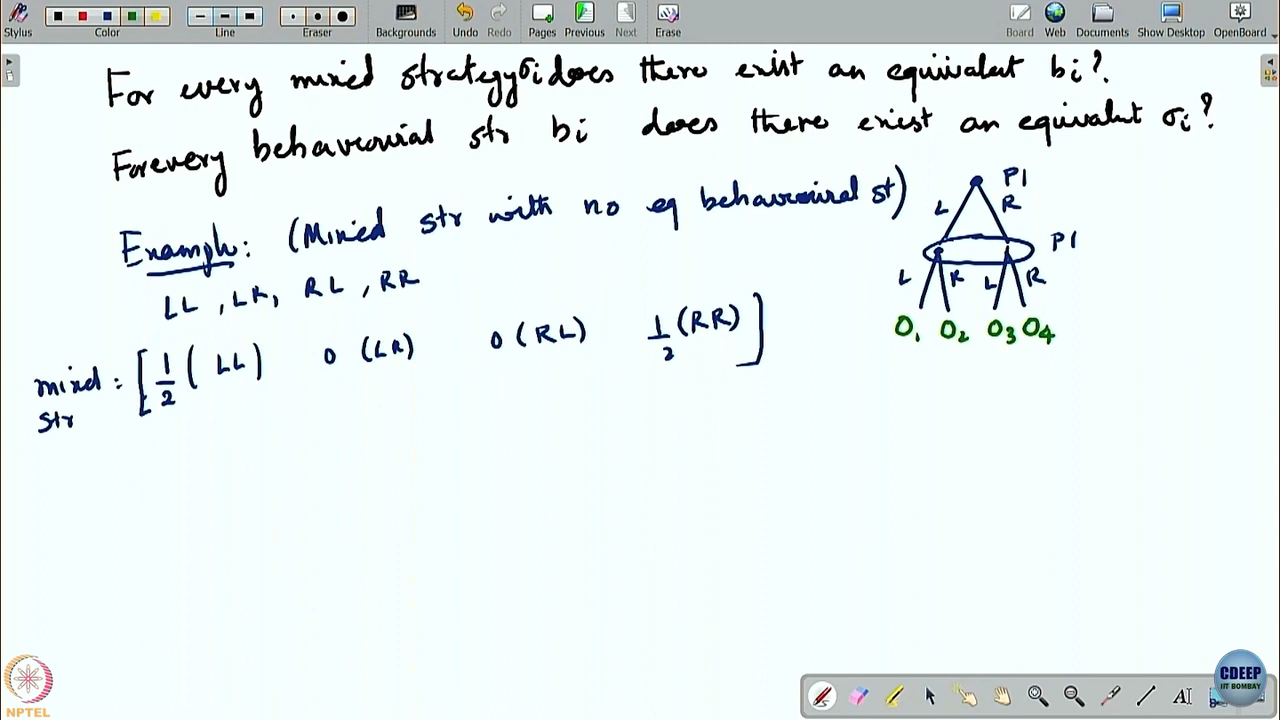 Stylus Color Line Eraser Backgrounds Undo Redo Pages Previous Next Erase Board Web Documents Show Desktop OpenBoard
For every mixed strategy σi does there exist an equivalent bi?
For every behaviourial str bi does there exist an equivalent σi?
Example: (Mixed str with no eq behavioural st)
LL, LR, RL, RR
mixed str = [1/2 (LL) 0 (LR) 0 (RL) 1/2 (RR)]
P1
L R
P1
L R L R
O1 O2 O3 O4
NPTEL
CDEEP
IIT BOMBAY